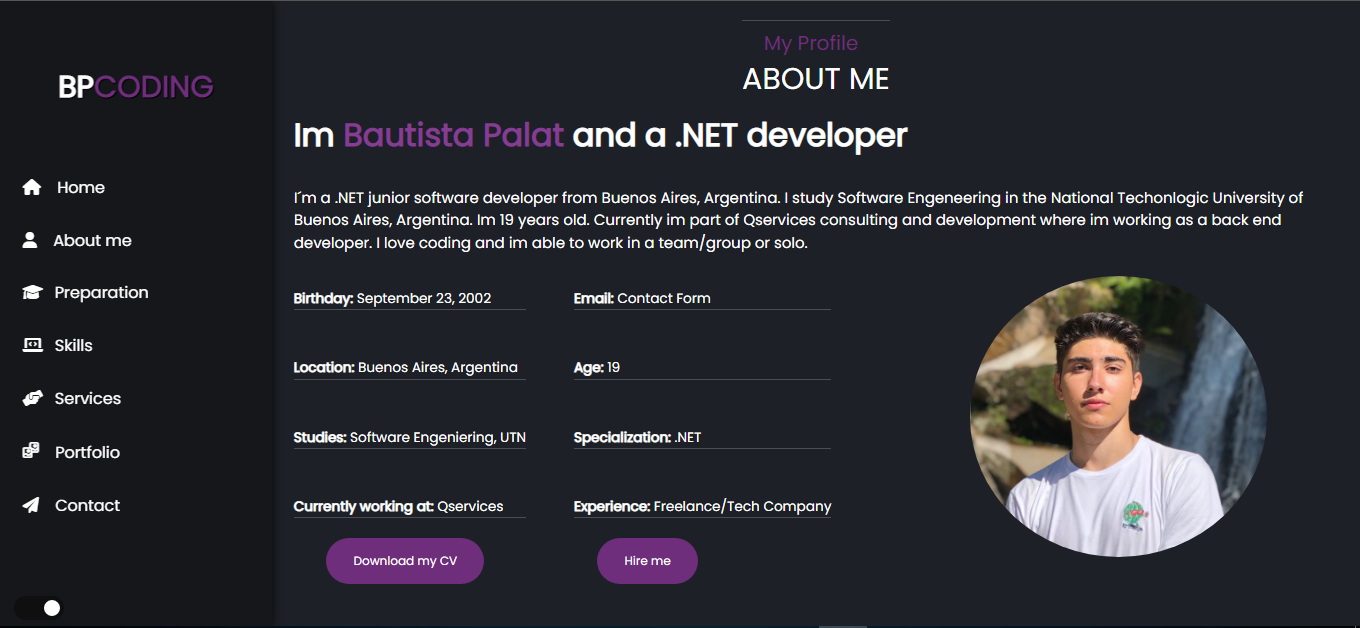 BPCODING
Home
About me
Preparation
Skills
Services
Portfolio
Contact
My Profile
ABOUT ME
Im Bautista Palat and a .NET developer
I´m a .NET junior software developer from Buenos Aires, Argentina. I study Software Engeneering in the National Techonlogic University of
Buenos Aires, Argentina. Im 19 years old. Currently im part of Qservices consulting and development where im working as a back end
developer. I love coding and im able to work in a team/group or solo.
Birthday: September 23, 2002
Email: Contact Form
Location: Buenos Aires, Argentina
Age: 19
Studies: Software Engeniering, UTN
Specialization: .NET
Currently working at: Qservices
Experience: Freelance/Tech Company
Download my CV
Hire me